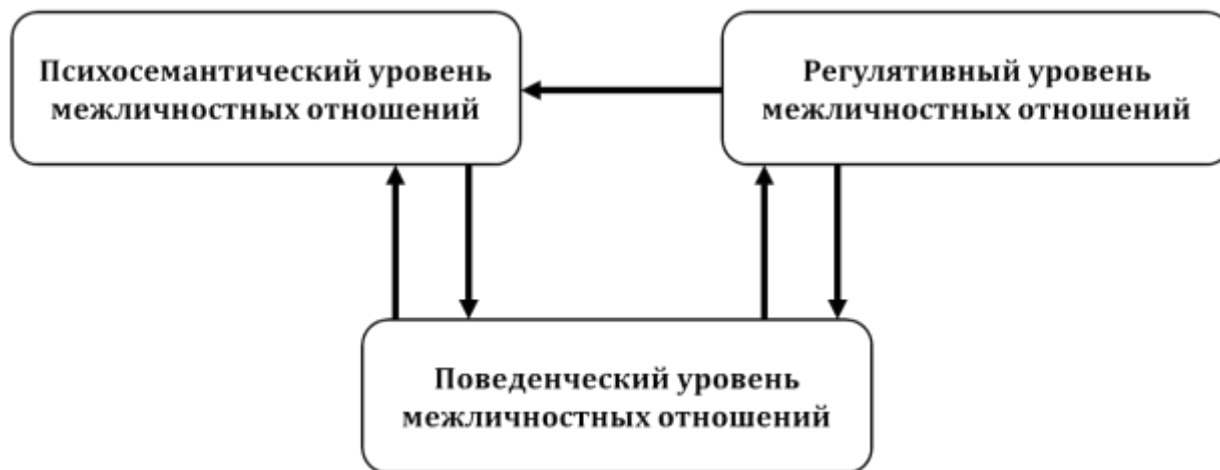 Психосемантический уровень
межличностных отношений
Регулятивный уровень
межличностных отношений
Поведенческий уровень
межличностных отношений